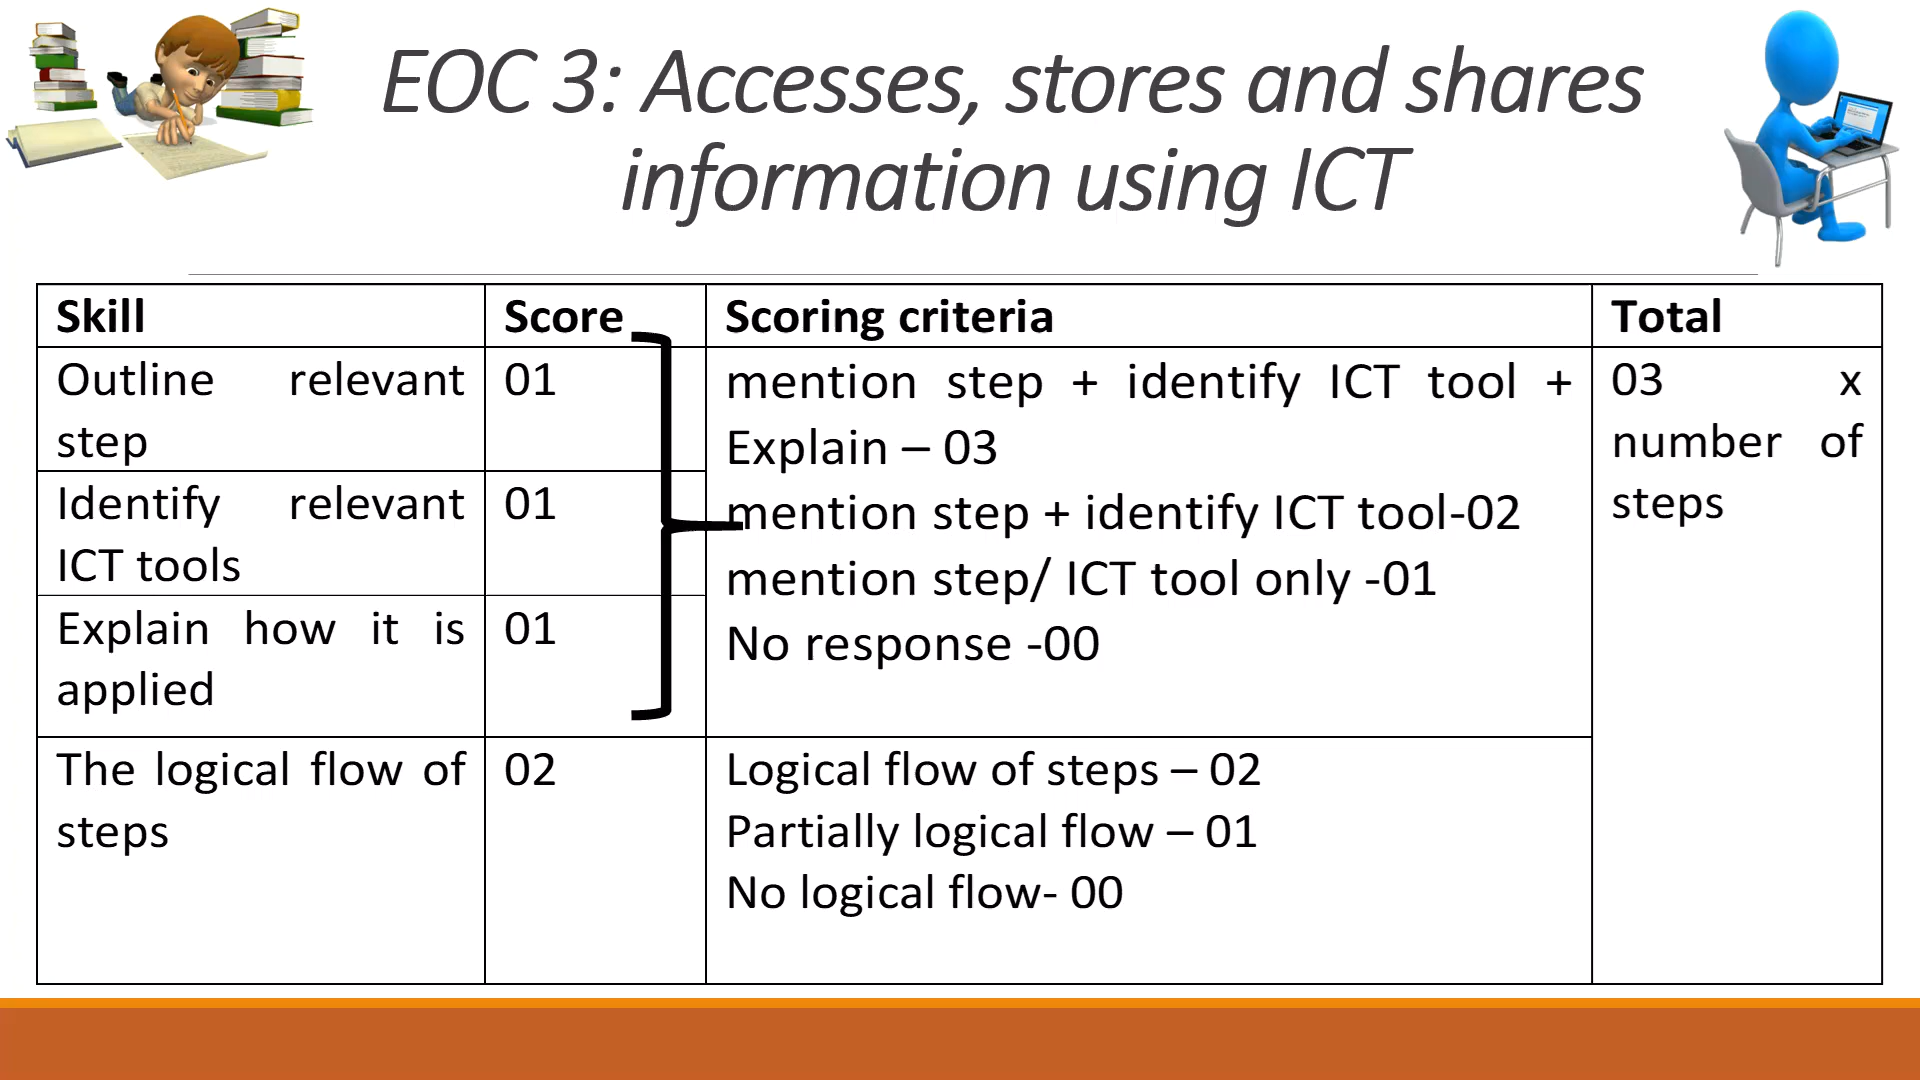 EOC 3: Accesses, stores and shares
information using ICT
Skill
Score
Scoring criteria
Total
Outline relevant
step
01
mention step + identify ICT tool +
Explain – 03
mention step + identify ICT tool-02
mention step/ ICT tool only -01
No response -00
03 x
number of
steps
Identify relevant
ICT tools
01
Explain how it is
applied
01
The logical flow of
steps
02
Logical flow of steps – 02
Partially logical flow – 01
No logical flow- 00